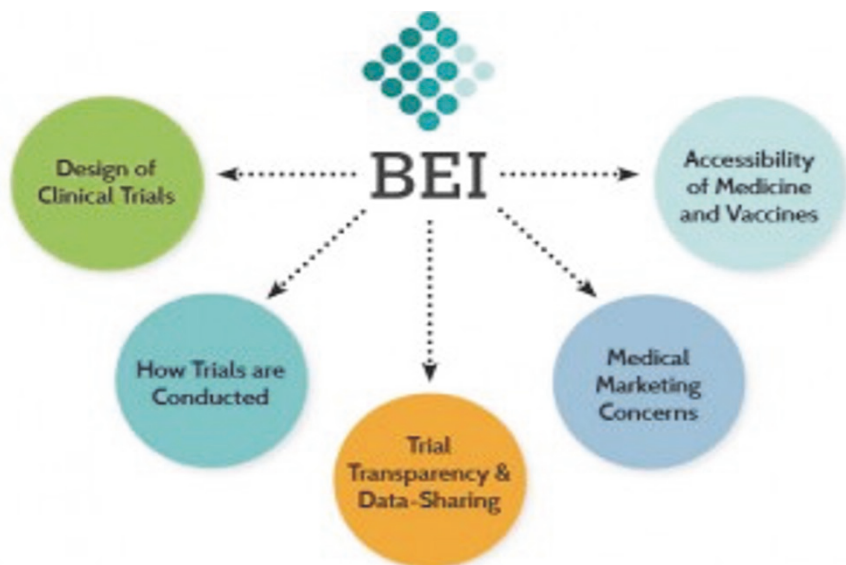 BEI
Design of
Clinical Trials
How Trials are
Conducted
Trial
Transparency &
Data-Sharing
Medical
Marketing
Concerns
Accessibility
of Medicine
and Vaccines